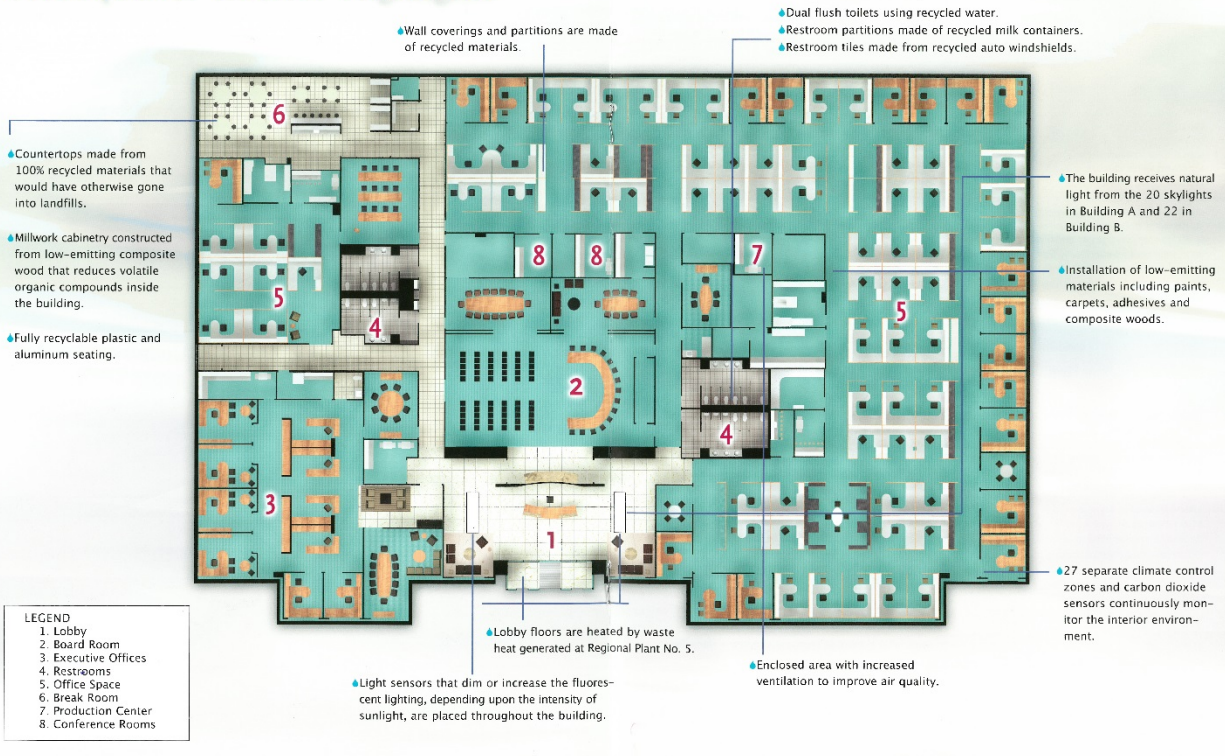 Wall coverings and partitions are made
of recycled materials.
Dual flush toilets using recycled water.
Restroom partitions made of recycled milk containers.
Restroom tiles made from recycled auto windshields.
Countertops made from
100% recycled materials that
would have otherwise gone
into landfills.
Millwork cabinetry constructed
from low-emitting composite
wood that reduces volatile
organic compounds inside
the building.
Fully recyclable plastic and
aluminum seating.
The building receives natural
light from the 20 skylights
in Building A and 22 in
Building B.
Installation of low-emitting
materials including paints,
carpets, adhesives and
composite woods.
27 separate climate control
zones and carbon dioxide
sensors continuously mon-
itor the interior environ-
ment.
6
8
8
7
5
5
4
2
4
3
1
Lobby floors are heated by waste
heat generated at Regional Plant No. 5.
Enclosed area with increased
ventilation to improve air quality.
Light sensors that dim or increase the fluores-
cent lighting, depending upon the intensity of
sunlight, are placed throughout the building.
LEGEND
1. Lobby
2. Board Room
3. Executive Offices
4. Restrooms
5. Office Space
6. Break Room
7. Production Center
8. Conference Rooms